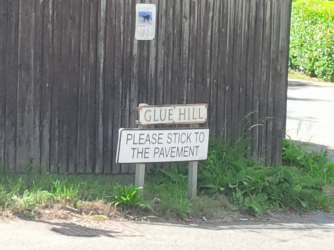 GLUE HILL
PLEASE STICK TO
THE PAVEMENT